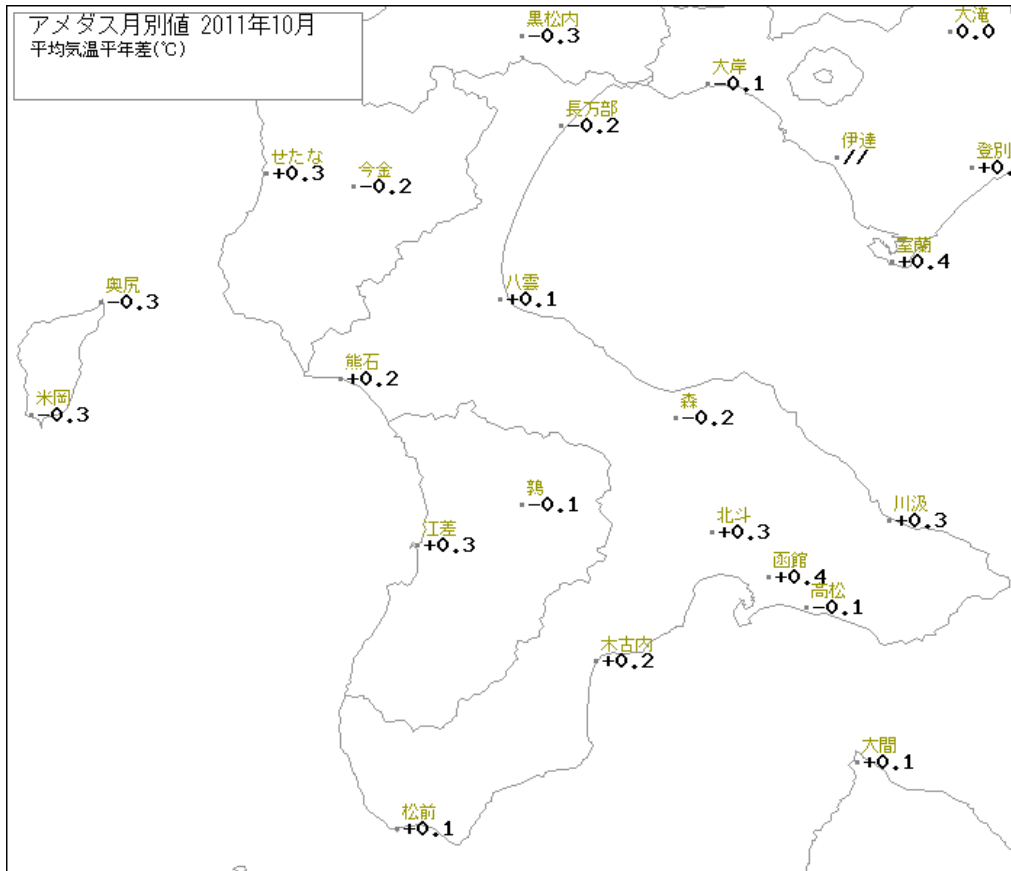 アメダス月別値 2011年10月
平均気温平年差(℃)
黒松内
-0.3
大滝
0.0
大岸
-0.1
長万部
-0.2
伊達
//
登別
+0.
せたな
+0.3
今金
-0.2
室蘭
+0.4
奥尻
-0.3
八雲
+0.1
熊石
+0.2
米岡
-0.3
森
-0.2
鶉
-0.1
川汲
+0.3
北斗
+0.3
江差
+0.3
函館
+0.4
高松
-0.1
木古内
+0.2
大間
+0.1
松前
+0.1